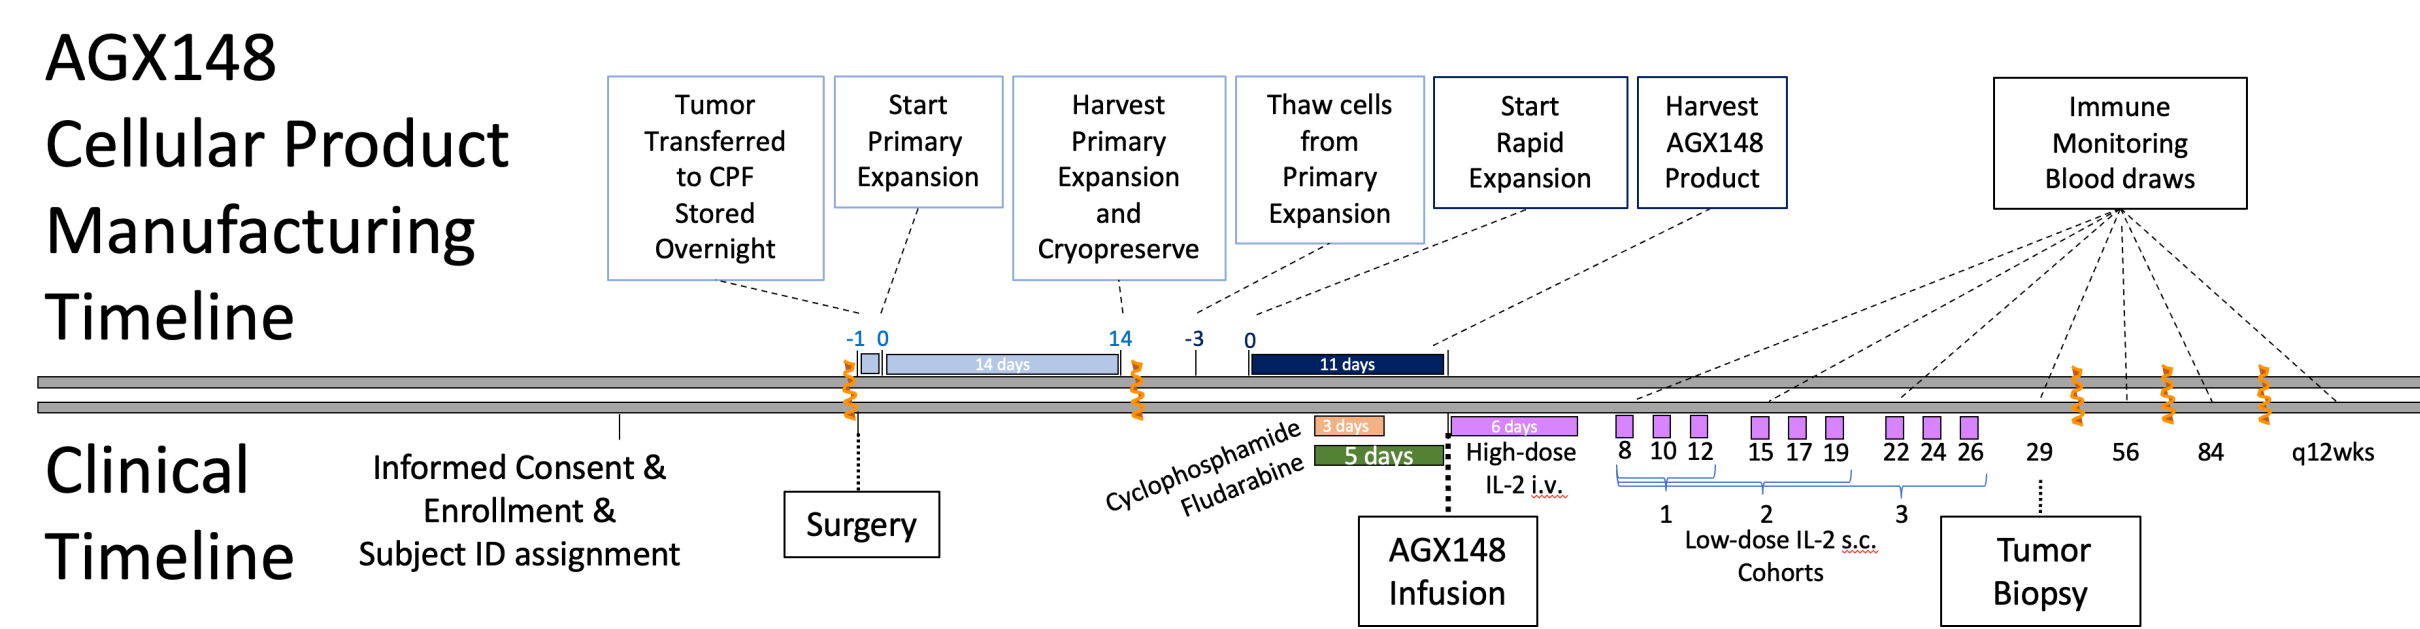 AGX148
Cellular Product
Manufacturing
Timeline
Tumor
Transferred
to CPF
Stored
Overnight
Start
Primary
Expansion
Harvest
Primary
Expansion
and
Cryopreserve
Thaw cells
from
Primary
Expansion
Start
Rapid
Expansion
Harvest
AGX148
Product
Immune
Monitoring
Blood draws
-1 0 14 -3 0
14 days 11 days
Clinical
Timeline
Informed Consent &
Enrollment &
Subject ID assignment
Surgery
Cyclophosphamide
Fludarabine
3 days
5 days
AGX148
Infusion
6 days
High-dose
IL-2 i.v.
8 10 12 15 17 19 22 24 26 29 56 84 q12wks
1 2 3
Low-dose IL-2 s.c.
Cohorts
Tumor
Biopsy